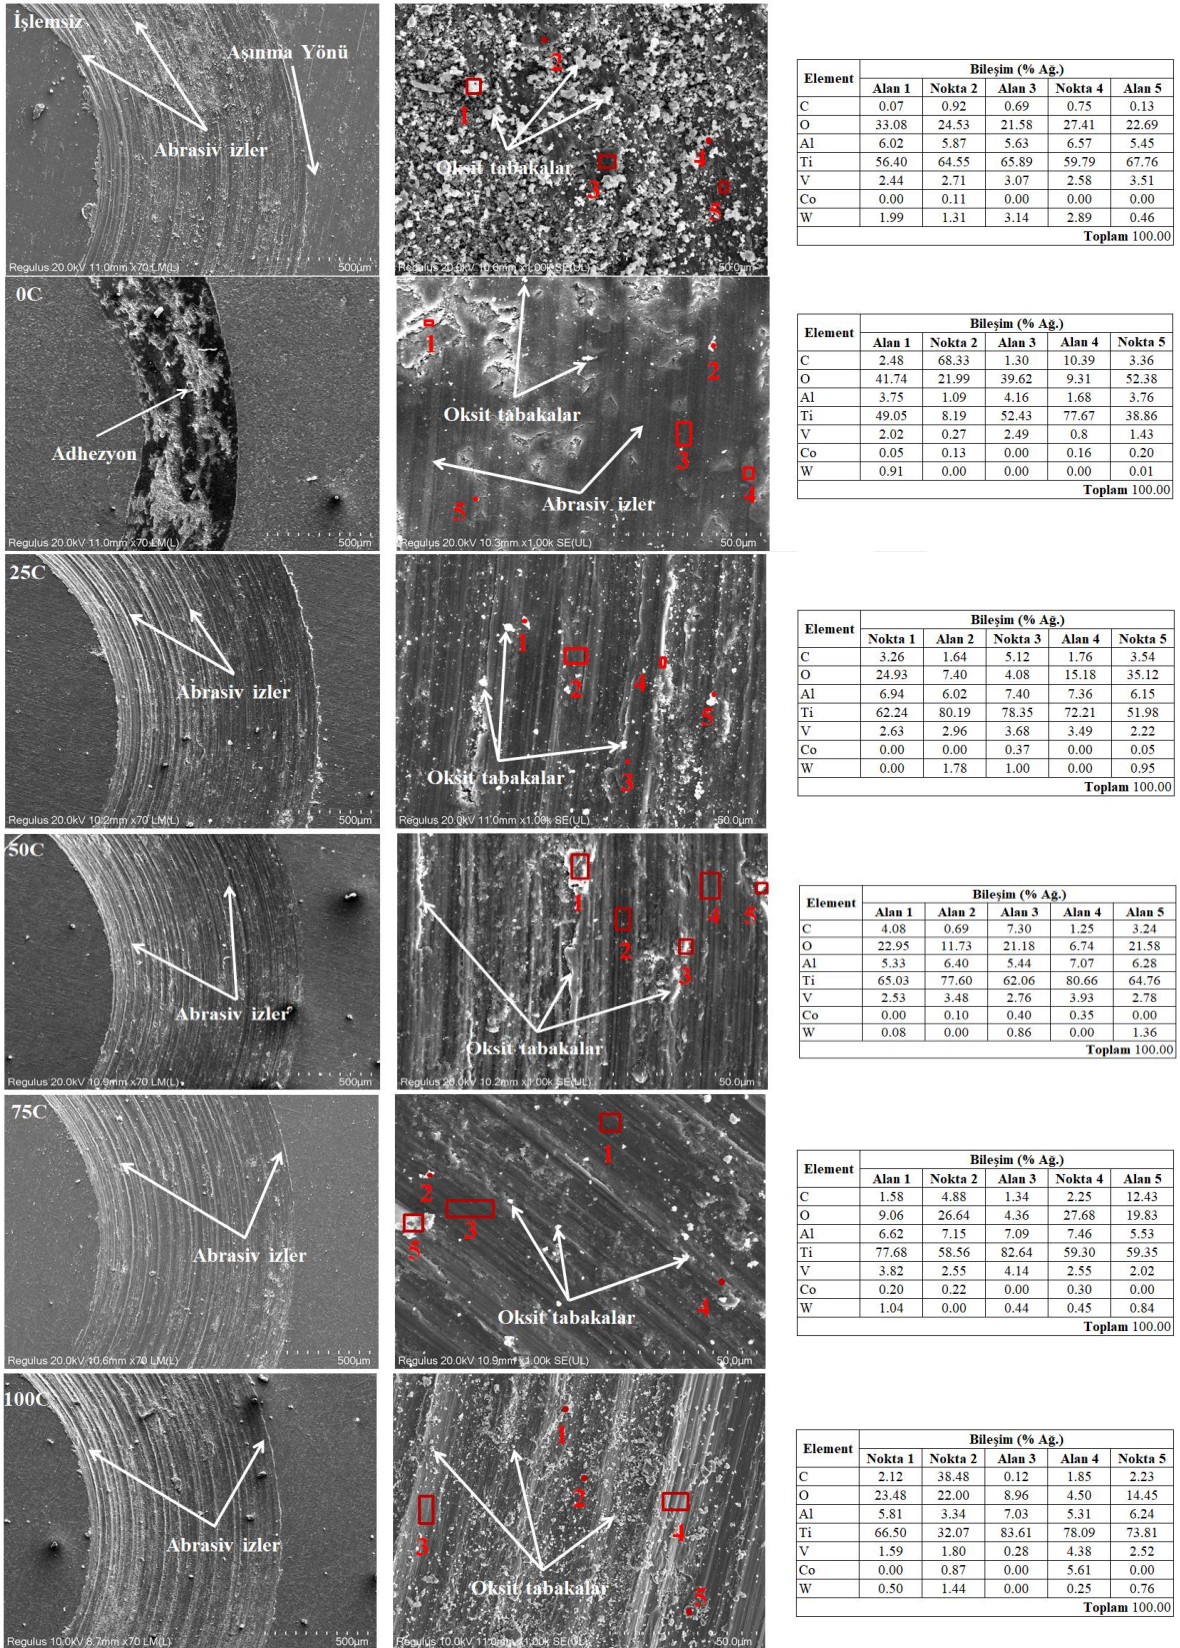 İşlemsiz
Aşınma Yönü
Abrasiv izler
Regulus 20.0kV 11.0mm x70 LM(L)
500µm
2
1
Oksit tabakalar
3
4
5
Regulus 20.0kV 10.6mm x1.00k SE(UL)
50.0µm
Element Bileşim (% Ağ.)
Alan 1 Nokta 2 Alan 3 Nokta 4 Alan 5
C 0.07 0.92 0.69 0.75 0.13
O 33.08 24.53 21.58 27.41 22.69
Al 6.02 5.87 5.63 6.57 5.45
Ti 56.40 64.55 65.89 59.79 67.76
V 2.44 2.71 3.07 2.58 3.51
Co 0.00 0.11 0.00 0.00 0.00
W 1.99 1.31 3.14 2.89 0.46
Toplam 100.00
0C
Adhezyon
Regulus 20.0kV 11.0mm x70 LM(L)
500µm
1
2
Oksit tabakalar
3
4
Abrasiv izler
5
Regulus 20.0kV 10.3mm x1.00k SE(UL)
50.0µm
Element Bileşim (% Ağ.)
Alan 1 Nokta 2 Alan 3 Alan 4 Nokta 5
C 2.48 68.33 1.30 10.39 3.36
O 41.74 21.99 39.62 9.31 52.38
Al 3.75 1.09 4.16 1.68 3.76
Ti 49.05 8.19 52.43 77.67 38.86
V 2.02 0.27 2.49 0.8 1.43
Co 0.05 0.13 0.00 0.16 0.20
W 0.91 0.00 0.00 0.00 0.01
Toplam 100.00
25C
Abrasiv izler
Regulus 20.0kV 10.2mm x70 LM(L)
500µm
1
2
4
5
Oksit tabakalar
3
Regulus 20.0kV 11.0mm x1.00k SE(UL)
50.0µm
Element Bileşim (% Ağ.)
Nokta 1 Alan 2 Nokta 3 Alan 4 Nokta 5
C 3.26 1.64 5.12 1.76 3.54
O 24.93 7.40 4.08 15.18 35.12
Al 6.94 6.02 7.40 7.36 6.15
Ti 62.24 80.19 78.35 72.21 51.98
V 2.63 2.96 3.68 3.49 2.22
Co 0.00 0.00 0.37 0.00 0.05
W 0.00 1.78 1.00 0.00 0.95
Toplam 100.00
50C
Abrasiv izler
Regulus 20.0kV 10.9mm x70 LM(L)
500µm
1
4
5
2
3
Oksit tabakalar
Regulus 20.0kV 10.2mm x1.00k SE(UL)
50.0µm
Element Bileşim (% Ağ.)
Alan 1 Alan 2 Alan 3 Alan 4 Alan 5
C 4.08 0.69 7.30 1.25 3.24
O 22.95 11.73 21.18 6.74 21.58
Al 5.33 6.40 5.44 7.07 6.28
Ti 65.03 77.60 62.06 80.66 64.76
V 2.53 3.48 2.76 3.93 2.78
Co 0.00 0.10 0.40 0.35 0.00
W 0.08 0.00 0.86 0.00 1.36
Toplam 100.00
75C
Abrasiv izler
Regulus 20.0kV 10.6mm x70 LM(L)
500µm
1
2
3
5
4
Oksit tabakalar
Regulus 20.0kV 10.9mm x1.00k SE(UL)
50.0µm
Element Bileşim (% Ağ.)
Alan 1 Nokta 2 Alan 3 Nokta 4 Alan 5
C 1.58 4.88 1.34 2.25 12.43
O 9.06 26.64 4.36 27.68 19.83
Al 6.62 7.15 7.09 7.46 5.53
Ti 77.68 58.56 82.64 59.30 59.35
V 3.82 2.55 4.14 2.55 2.02
Co 0.20 0.22 0.00 0.30 0.00
W 1.04 0.00 0.44 0.45 0.84
Toplam 100.00
100C
Abrasiv izler
Regulus 10.0kV 8.7mm x70 LM(L)
500µm
1
2
3
4
Oksit tabakalar
5
Regulus 10.0kV 11.0mm x1.00k SE(UL)
50.0µm
Element Bileşim (% Ağ.)
Nokta 1 Nokta 2 Alan 3 Alan 4 Nokta 5
C 2.12 38.48 0.12 1.85 2.23
O 23.48 22.00 8.96 4.50 14.45
Al 5.81 3.34 7.03 5.31 6.24
Ti 66.50 32.07 83.61 78.09 73.81
V 1.59 1.80 0.28 4.38 2.52
Co 0.00 0.87 0.00 5.61 0.00
W 0.50 1.44 0.00 0.25 0.76
Toplam 100.00